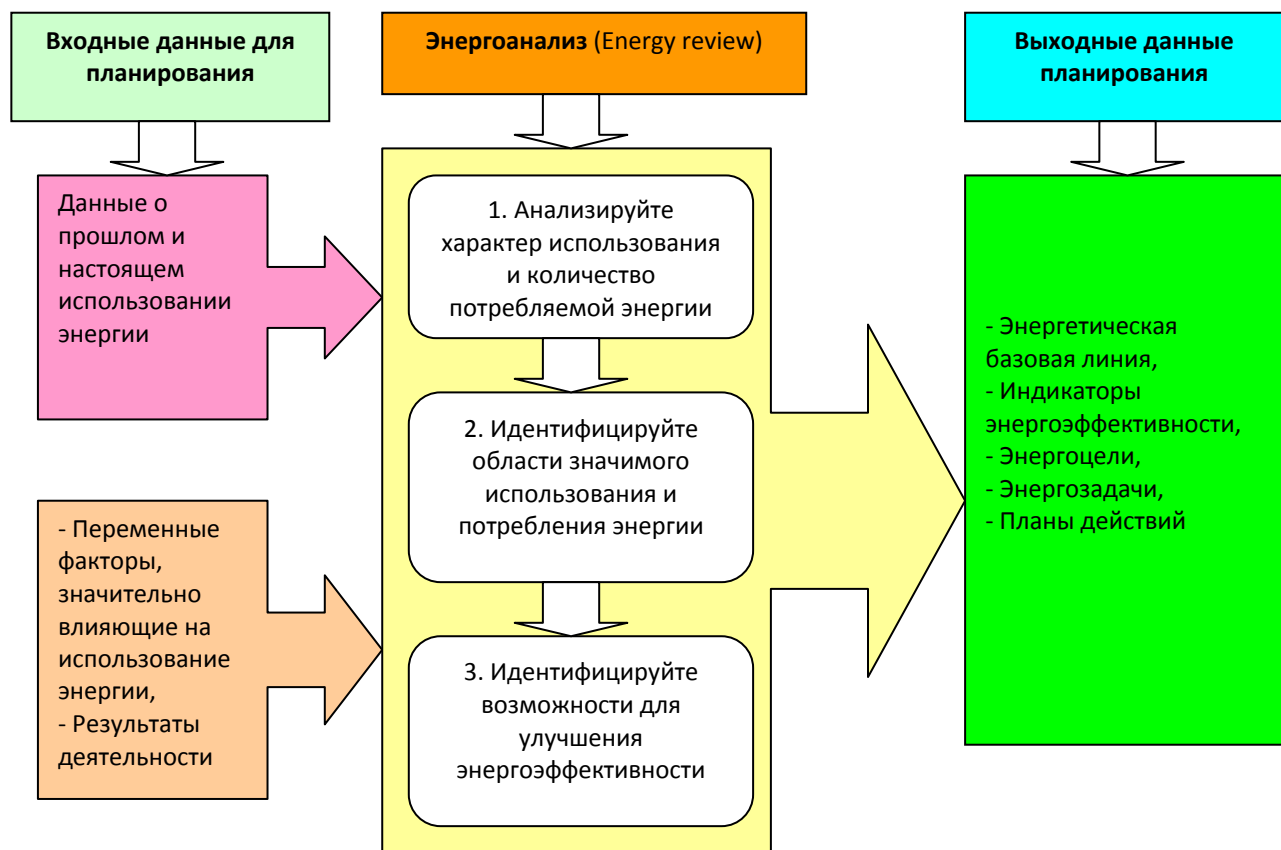 Входные данные для
планирования
Энергоанализ (Energy review)
Выходные данные
планирования
Данные о
прошлом и
настоящем
использовании
энергии
- Переменные
факторы,
значительно
влияющие на
использование
энергии,
- Результаты
деятельности
1. Анализируйте
характер использования
и количество
потребляемой энергии
2. Идентифицируйте
области значимого
использования и
потребления энергии
3. Идентифицируйте
возможности для
улучшения
энергоэффективности
- Энергетическая
базовая линия,
- Индикаторы
энергоэффективности,
- Энергоцели,
- Энергозадачи,
- Планы действий